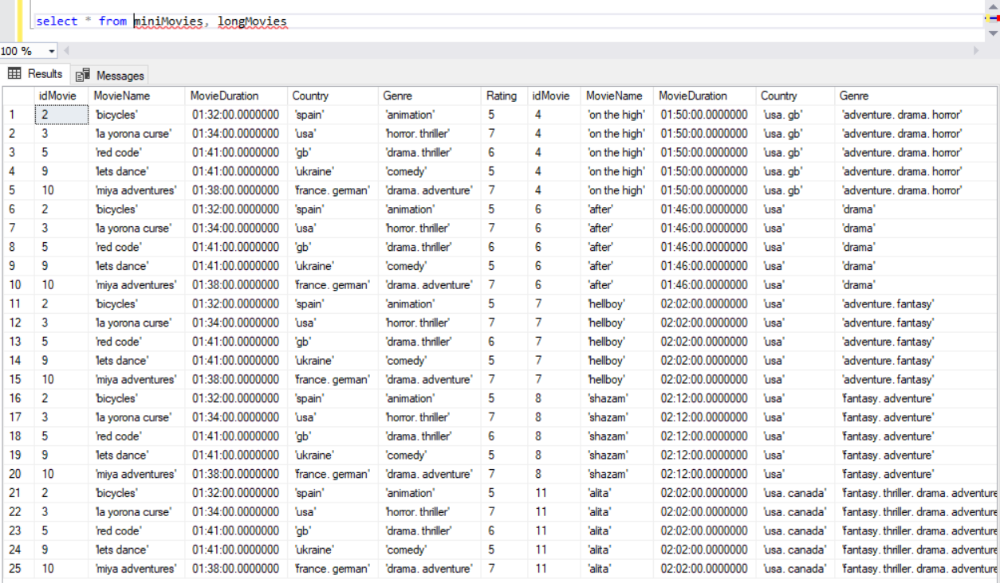 select * from miniMovies, longMovies
100 %
Results Messages
idMovie MovieName MovieDuration Country Genre Rating idMovie MovieName MovieDuration Country Genre
1 2 'bicycles' 01:32:00.0000000 'spain' 'animation' 5 4 'on the high' 01:50:00.0000000 'usa. gb' 'adventure. drama. horror'
2 3 'la yorona curse' 01:34:00.0000000 'usa' 'horror. thriller' 7 4 'on the high' 01:50:00.0000000 'usa. gb' 'adventure. drama. horror'
3 5 'red code' 01:41:00.0000000 'gb' 'drama. thriller' 6 4 'on the high' 01:50:00.0000000 'usa. gb' 'adventure. drama. horror'
4 9 'lets dance' 01:41:00.0000000 'ukraine' 'comedy' 5 4 'on the high' 01:50:00.0000000 'usa. gb' 'adventure. drama. horror'
5 10 'miya adventures' 01:38:00.0000000 'france. german' 'drama. adventure' 7 4 'on the high' 01:50:00.0000000 'usa. gb' 'adventure. drama. horror'
6 2 'bicycles' 01:32:00.0000000 'spain' 'animation' 5 6 'after' 01:46:00.0000000 'usa' 'drama'
7 3 'la yorona curse' 01:34:00.0000000 'usa' 'horror. thriller' 7 6 'after' 01:46:00.0000000 'usa' 'drama'
8 5 'red code' 01:41:00.0000000 'gb' 'drama. thriller' 6 6 'after' 01:46:00.0000000 'usa' 'drama'
9 9 'lets dance' 01:41:00.0000000 'ukraine' 'comedy' 5 6 'after' 01:46:00.0000000 'usa' 'drama'
10 10 'miya adventures' 01:38:00.0000000 'france. german' 'drama. adventure' 7 6 'after' 01:46:00.0000000 'usa' 'drama'
11 2 'bicycles' 01:32:00.0000000 'spain' 'animation' 5 7 'hellboy' 02:02:00.0000000 'usa' 'adventure. fantasy'
12 3 'la yorona curse' 01:34:00.0000000 'usa' 'horror. thriller' 7 7 'hellboy' 02:02:00.0000000 'usa' 'adventure. fantasy'
13 5 'red code' 01:41:00.0000000 'gb' 'drama. thriller' 6 7 'hellboy' 02:02:00.0000000 'usa' 'adventure. fantasy'
14 9 'lets dance' 01:41:00.0000000 'ukraine' 'comedy' 5 7 'hellboy' 02:02:00.0000000 'usa' 'adventure. fantasy'
15 10 'miya adventures' 01:38:00.0000000 'france. german' 'drama. adventure' 7 7 'hellboy' 02:02:00.0000000 'usa' 'adventure. fantasy'
16 2 'bicycles' 01:32:00.0000000 'spain' 'animation' 5 8 'shazam' 02:12:00.0000000 'usa' 'fantasy. adventure'
17 3 'la yorona curse' 01:34:00.0000000 'usa' 'horror. thriller' 7 8 'shazam' 02:12:00.0000000 'usa' 'fantasy. adventure'
18 5 'red code' 01:41:00.0000000 'gb' 'drama. thriller' 6 8 'shazam' 02:12:00.0000000 'usa' 'fantasy. adventure'
19 9 'lets dance' 01:41:00.0000000 'ukraine' 'comedy' 5 8 'shazam' 02:12:00.0000000 'usa' 'fantasy. adventure'
20 10 'miya adventures' 01:38:00.0000000 'france. german' 'drama. adventure' 7 8 'shazam' 02:12:00.0000000 'usa' 'fantasy. adventure'
21 2 'bicycles' 01:32:00.0000000 'spain' 'animation' 5 11 'alita' 02:02:00.0000000 'usa. canada' 'fantasy. thriller. drama. adventure
22 3 'la yorona curse' 01:34:00.0000000 'usa' 'horror. thriller' 7 11 'alita' 02:02:00.0000000 'usa. canada' 'fantasy. thriller. drama. adventure
23 5 'red code' 01:41:00.0000000 'gb' 'drama. thriller' 6 11 'alita' 02:02:00.0000000 'usa. canada' 'fantasy. thriller. drama. adventure
24 9 'lets dance' 01:41:00.0000000 'ukraine' 'comedy' 5 11 'alita' 02:02:00.0000000 'usa. canada' 'fantasy. thriller. drama. adventure
25 10 'miya adventures' 01:38:00.0000000 'france. german' 'drama. adventure' 7 11 'alita' 02:02:00.0000000 'usa. canada' 'fantasy. thriller. drama. adventure